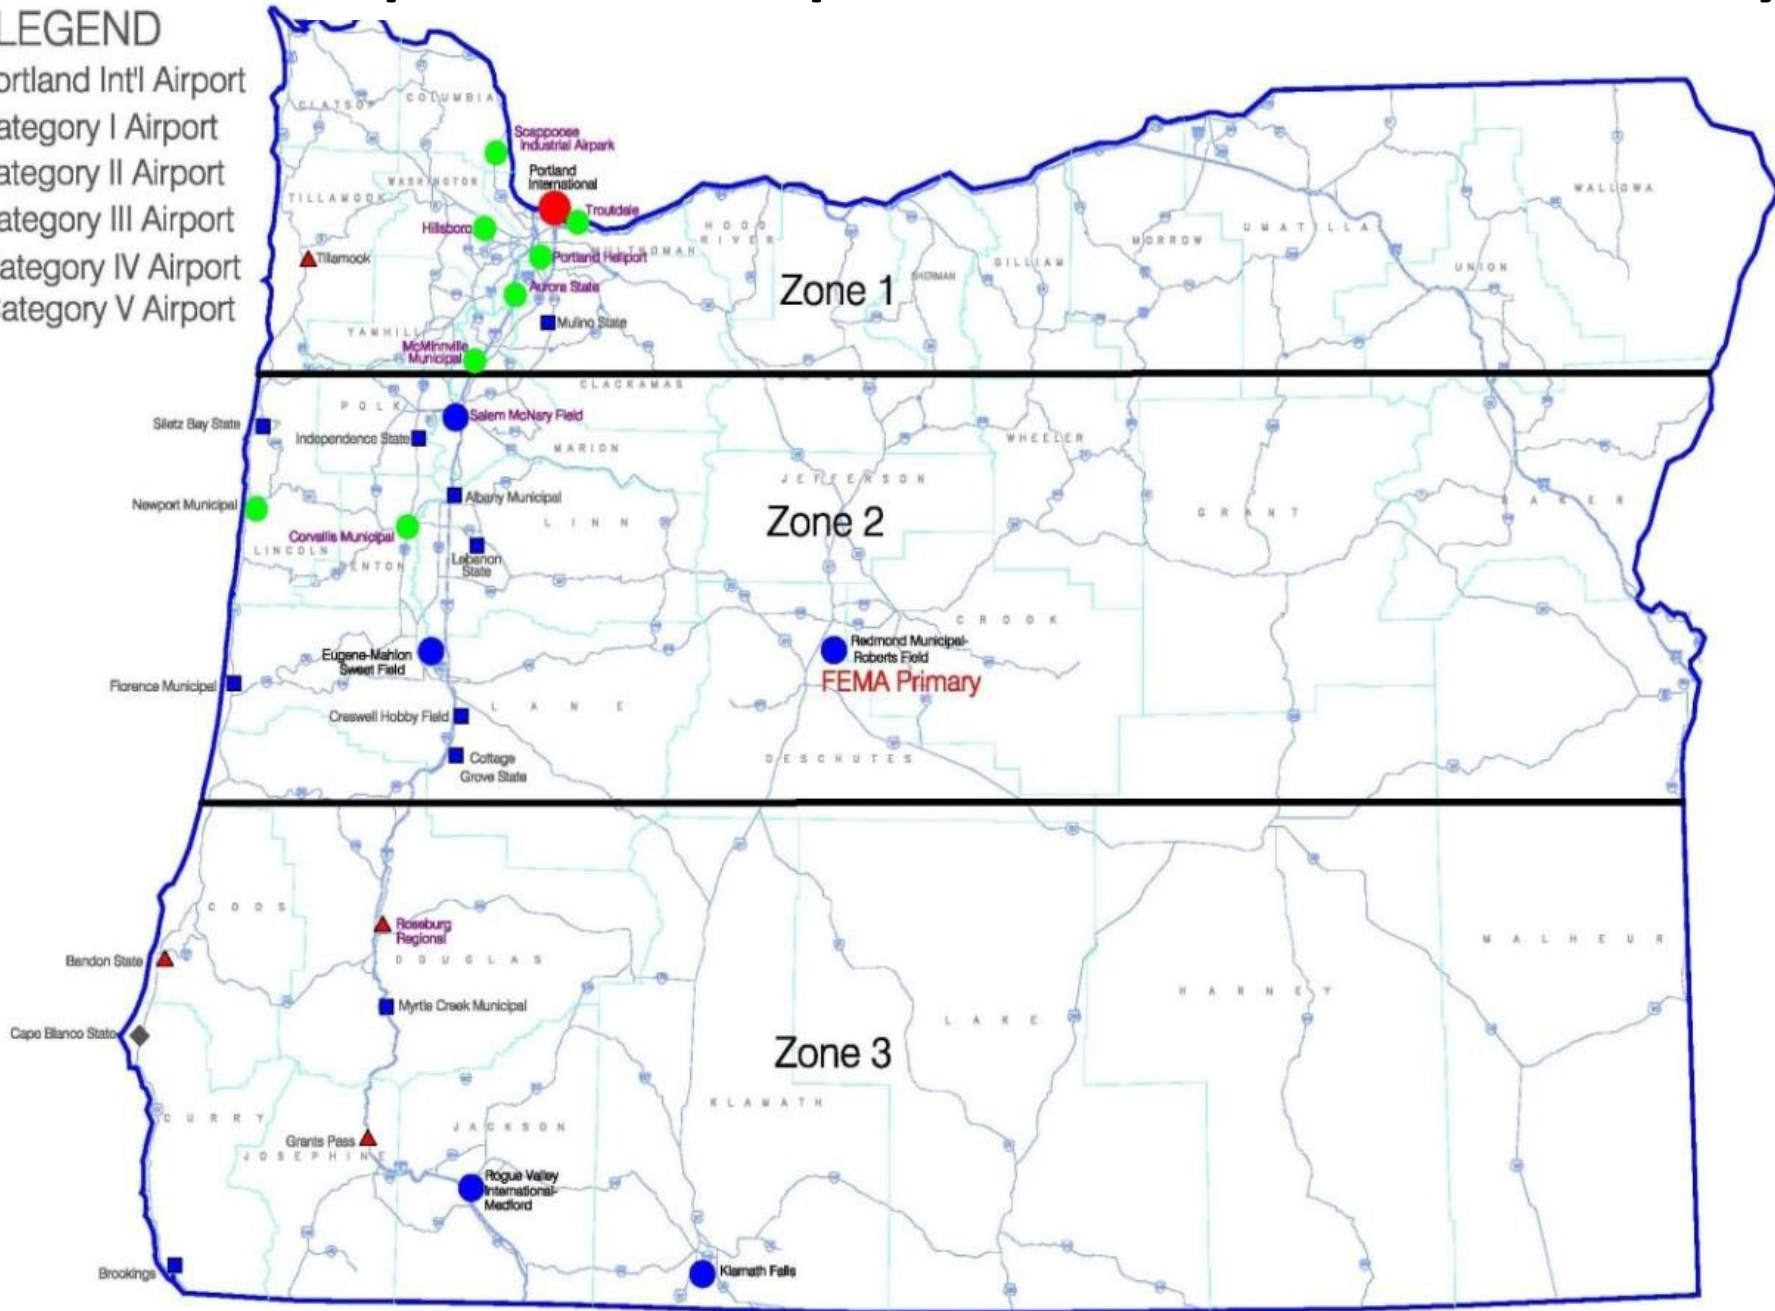 LEGEND
ortland Int'l Airport
ategory I Airport
ategory II Airport
ategory III Airport
ategory IV Airport
ategory V Airport
CLATSOP
COLUMBIA
Scappoose
Industrial Airpark
Portland
International
WASHINGTON
TILLAMOOK
Troutdale
Hillsboro
HOOD
RIVER
MULTNOMAH
Portland Heliport
Tillamook
WALLOWA
UMATILLA
MORROW
GILLIAM
SHERMAN
UNION
Zone 1
Aurora State
Mulino State
YAMHILL
McMinnville
Municipal
CLACKAMAS
POLK
Salem McNary Field
Siletz Bay State
Independence State
MARION
WHEELER
JEFFERSON
Albany Municipal
Newport Municipal
LINN
Zone 2
GRANT
BAKER
Corvallis Municipal
LINCOLN
BENTON
Lebanon
State
CROOK
Eugene-Mahlon
Sweet Field
Redmond Municipal-
Roberts Field
FEMA Primary
Florence Municipal
LANE
Creswell Hobby Field
Cottage
Grove State
DESCHUTES
COOS
Roseburg
Regional
DOUGLAS
Bandon State
MALHEUR
Myrtle Creek Municipal
HARNEY
Cape Blanco State
LAKE
Zone 3
CURRY
KLAMATH
JACKSON
Grants Pass
JOSEPHINE
Rogue Valley
International-
Medford
Brookings
Klamath Falls